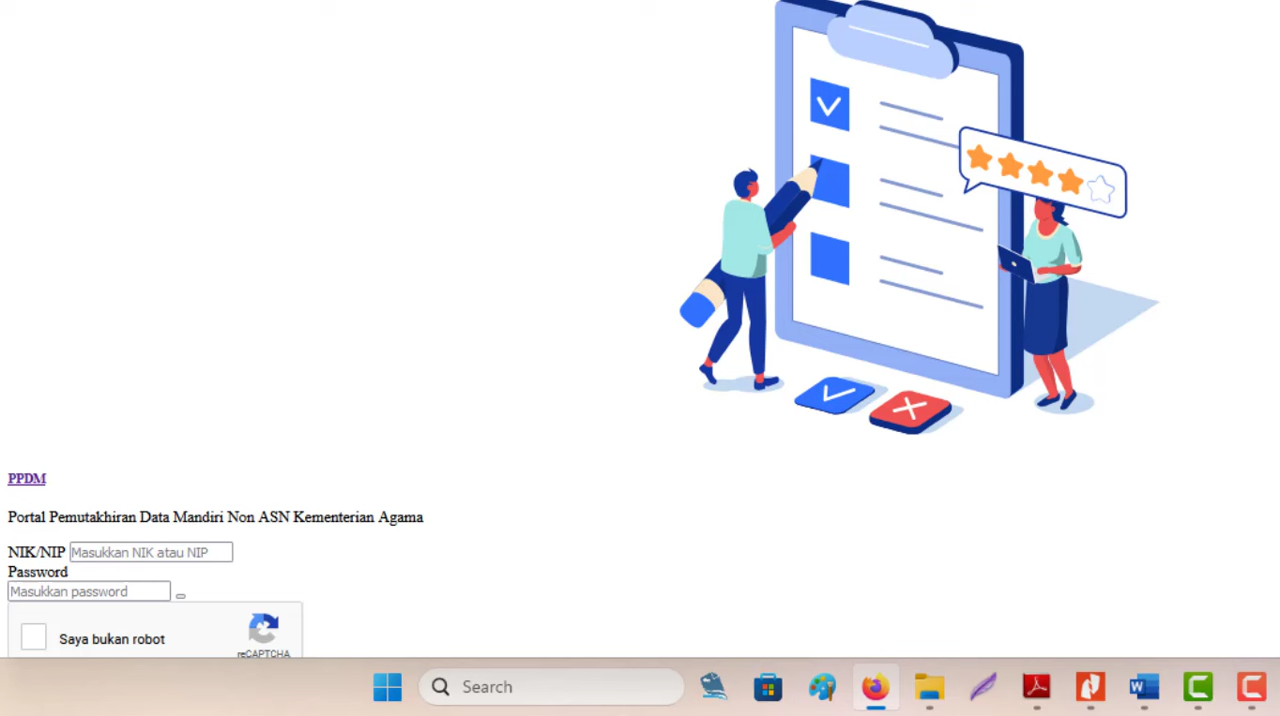 PPDM
Portal Pemutakhiran Data Mandiri Non ASN Kementerian Agama
NIK/NIP Masukkan NIK atau NIP
Password
Masukkan password
Saya bukan robot
reCAPTCHA
Search